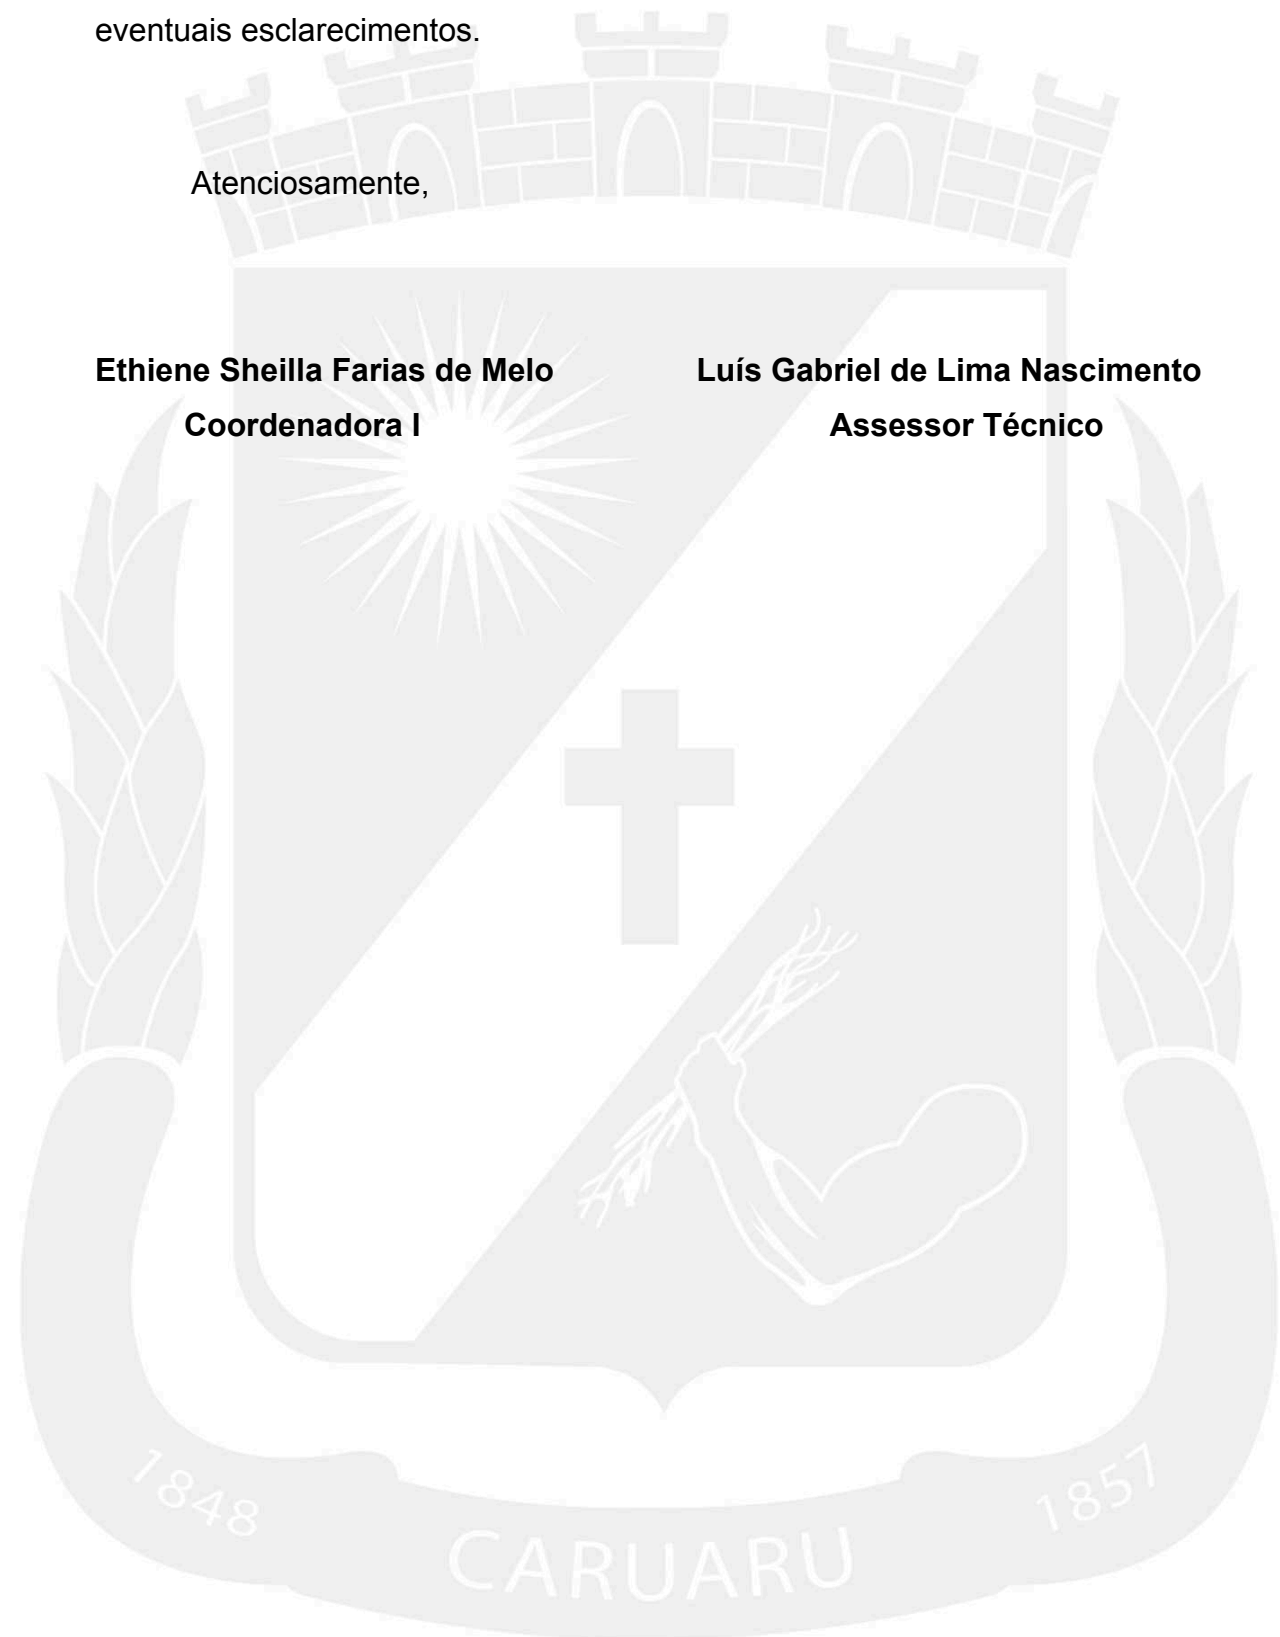 eventuais esclarecimentos.
Atenciosamente,
Ethiene Sheilla Farias de Melo
Coordenadora I
Luís Gabriel de Lima Nascimento
Assessor Técnico
1848
CARUARU
1857